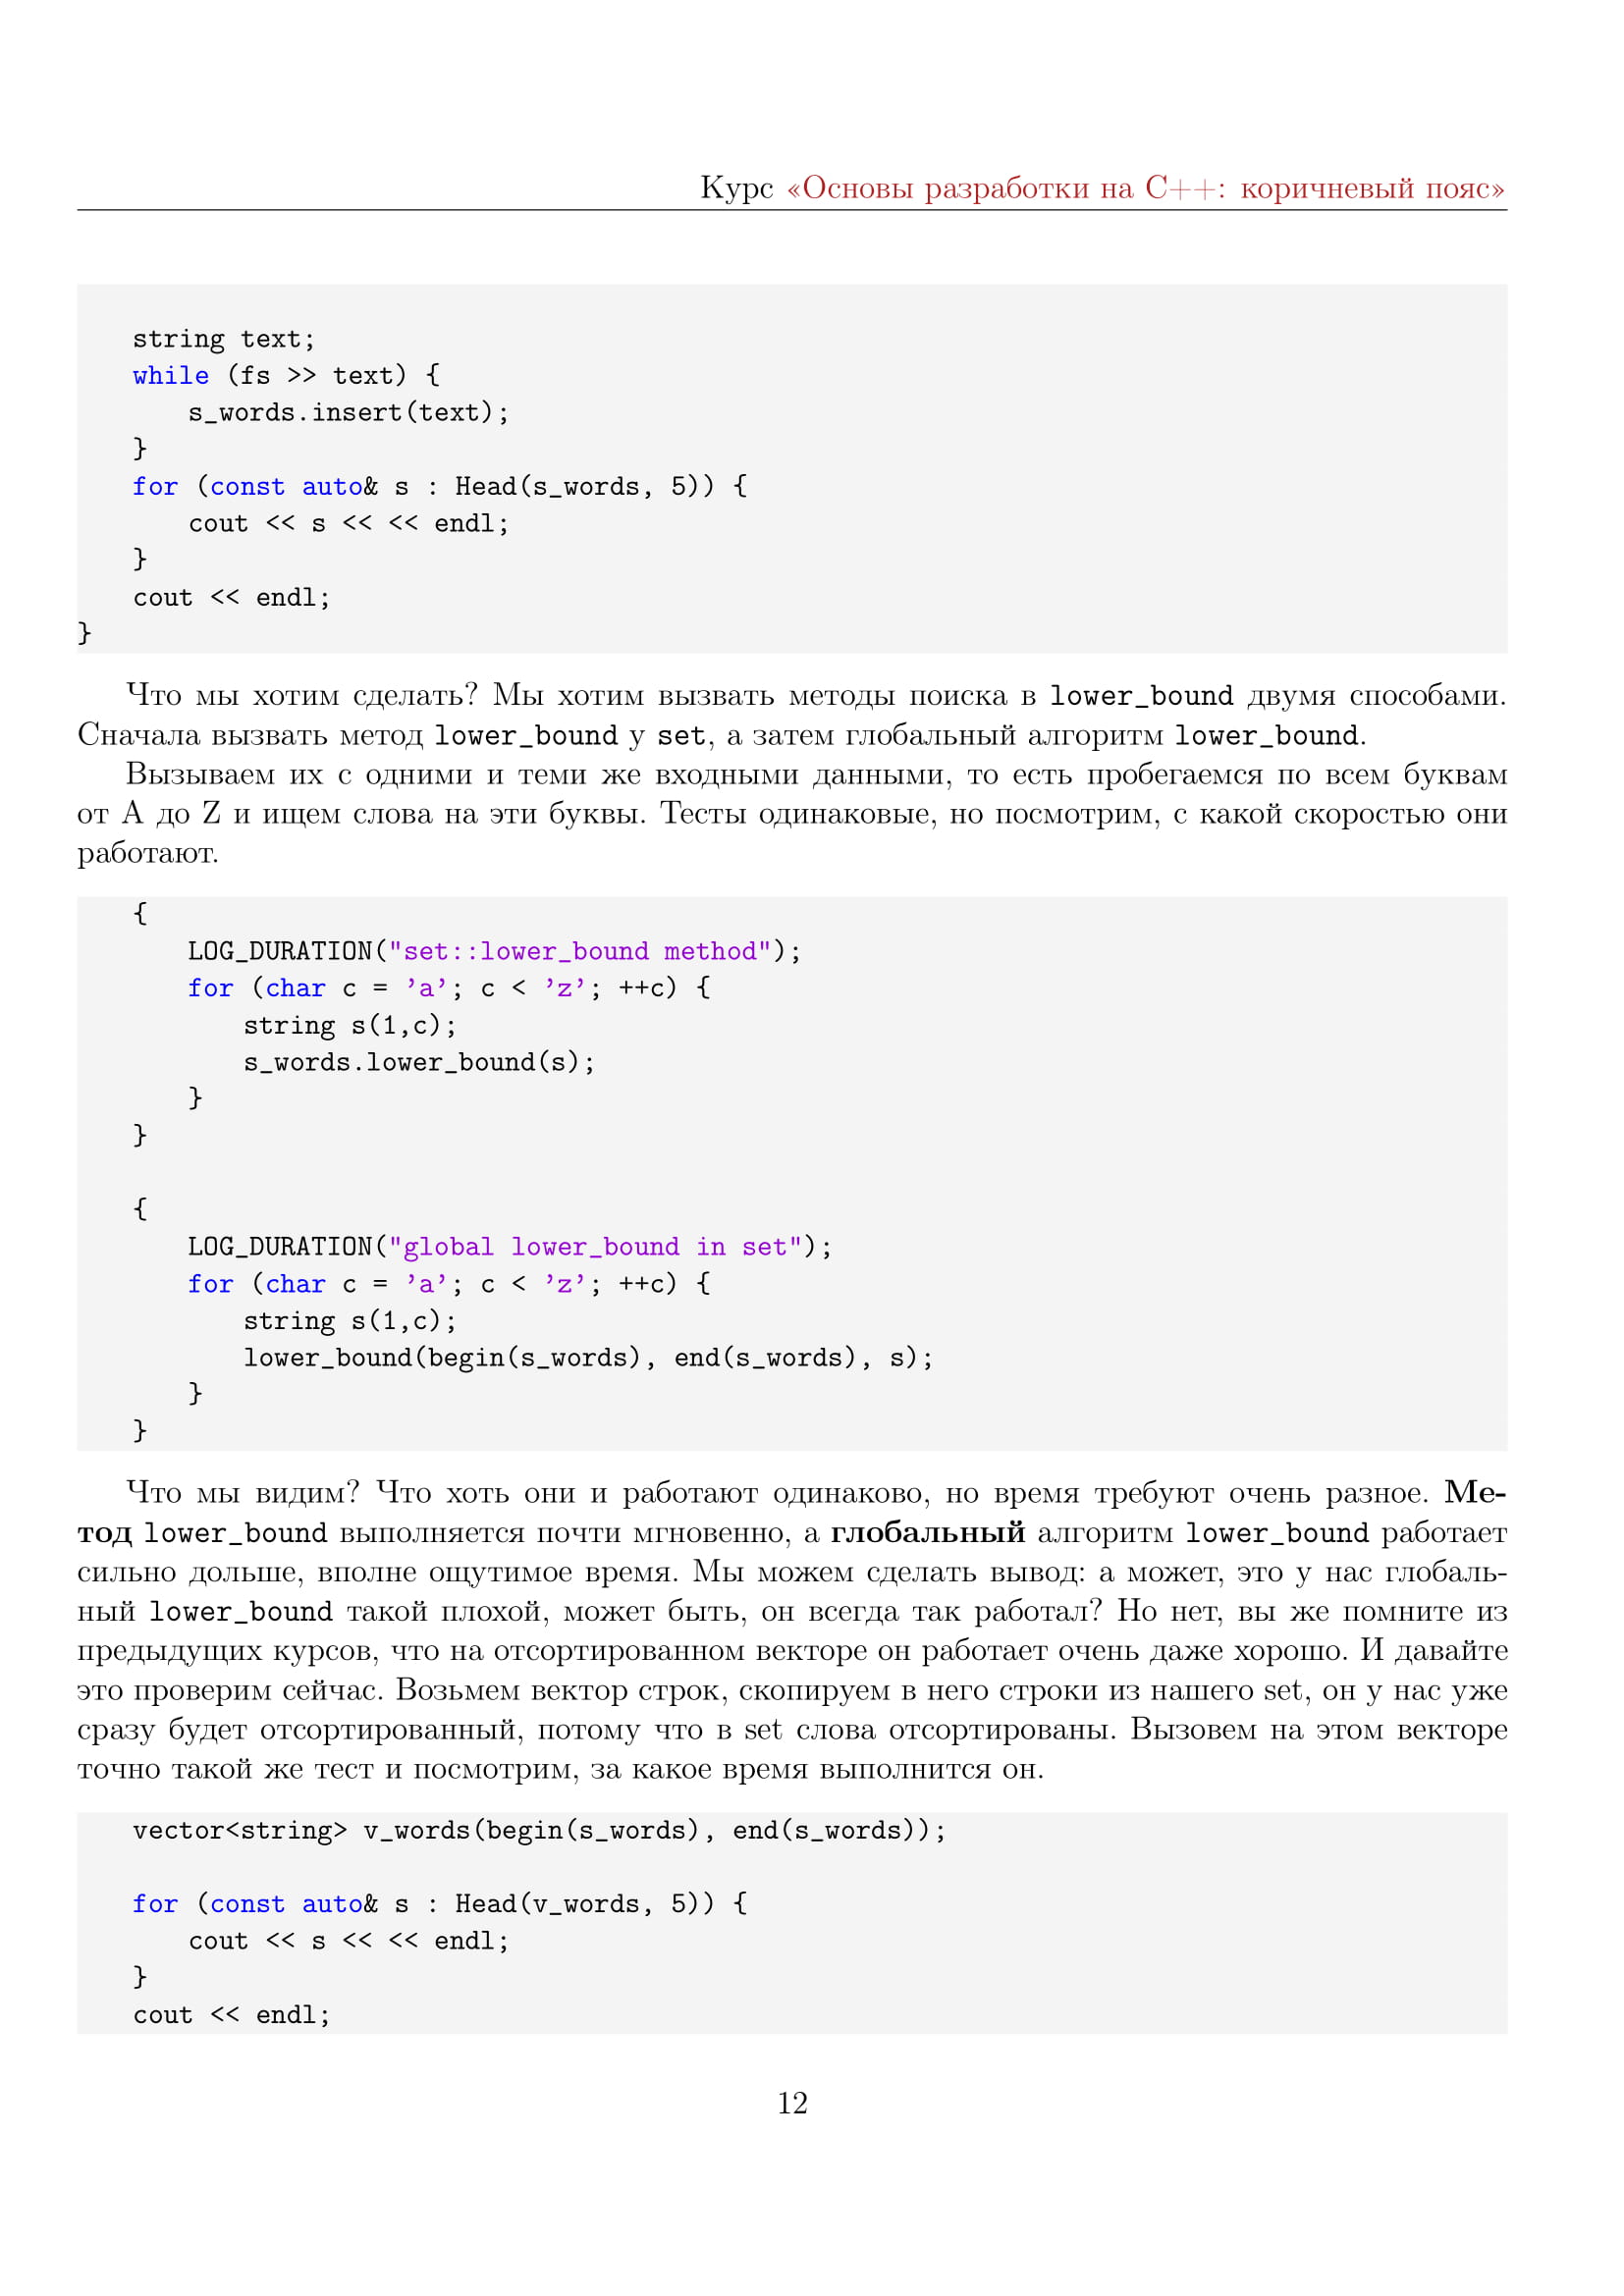 Курс «Основы разработки на C++: коричневый пояс»
string text;
while (fs >> text) {
s_words.insert(text);
}
for (const auto& s : Head(s_words, 5)) {
cout << s << << endl;
}
cout << endl;
}
Что мы хотим сделать? Мы хотим вызвать методы поиска в lower_bound двумя способами.
Сначала вызвать метод lower_bound у set, а затем глобальный алгоритм lower_bound.
Вызываем их с одними и теми же входными данными, то есть пробегаемся по всем буквам
от A до Z и ищем слова на эти буквы. Тесты одинаковые, но посмотрим, с какой скоростью они
работают.
{
LOG_DURATION("set::lower_bound method");
for (char c = ’a’; c < ’z’; ++c) {
string s(1,c);
s_words.lower_bound(s);
}
}
{
LOG_DURATION("global lower_bound in set");
for (char c = ’a’; c < ’z’; ++c) {
string s(1,c);
lower_bound(begin(s_words), end(s_words), s);
}
}
Что мы видим? Что хоть они и работают одинаково, но время требуют очень разное. Ме-
тод lower_bound выполняется почти мгновенно, а глобальный алгоритм lower_bound работает
сильно дольше, вполне ощутимое время. Мы можем сделать вывод: а может, это у нас глобаль-
ный lower_bound такой плохой, может быть, он всегда так работал? Но нет, вы же помните из
предыдущих курсов, что на отсортированном векторе он работает очень даже хорошо. И давайте
это проверим сейчас. Возьмем вектор строк, скопируем в него строки из нашего set, он у нас уже
сразу будет отсортированный, потому что в set слова отсортированы. Вызовем на этом векторе
точно такой же тест и посмотрим, за какое время выполнится он.
vector<string> v_words(begin(s_words), end(s_words));
for (const auto& s : Head(v_words, 5)) {
cout << s << << endl;
}
cout << endl;
12